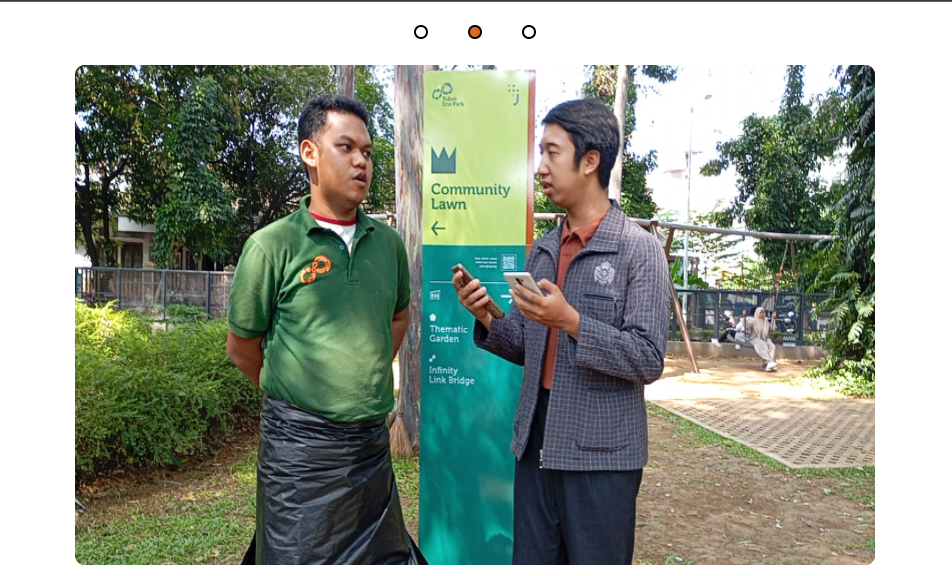 Tebet
Eco Park
Community
Lawn
Thematic
Garden
Infinity
Link Bridge